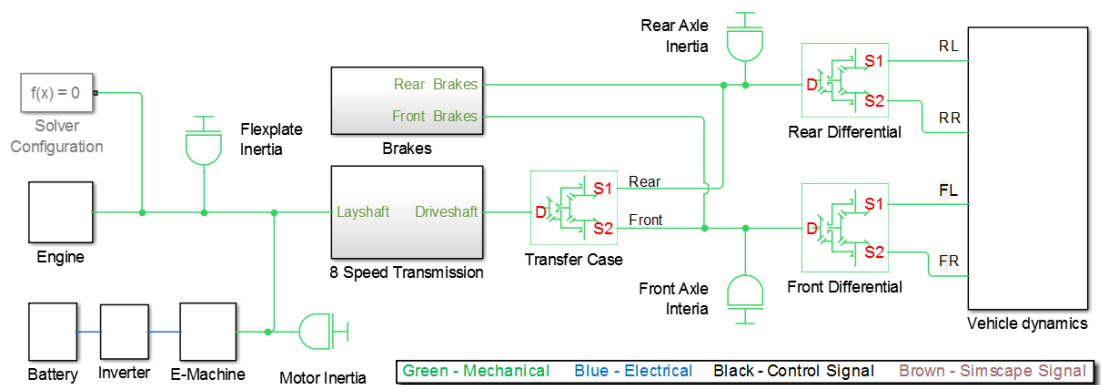 Rear Axle
Inertia
f(x) = 0
Solver
Configuration
Flexplate
Inertia
Rear Brakes
Front Brakes
Brakes
D
S1
S2
Rear Differential
RL
RR
Engine
Layshaft
Driveshaft
8 Speed Transmission
D
S1
S2
Rear
Front
Transfer Case
D
S1
S2
Front Differential
FL
FR
Front Axle
Interia
Vehicle dynamics
Battery
Inverter
E-Machine
Motor Inertia
Green - Mechanical
Blue - Electrical
Black - Control Signal
Brown - Simscape Signal